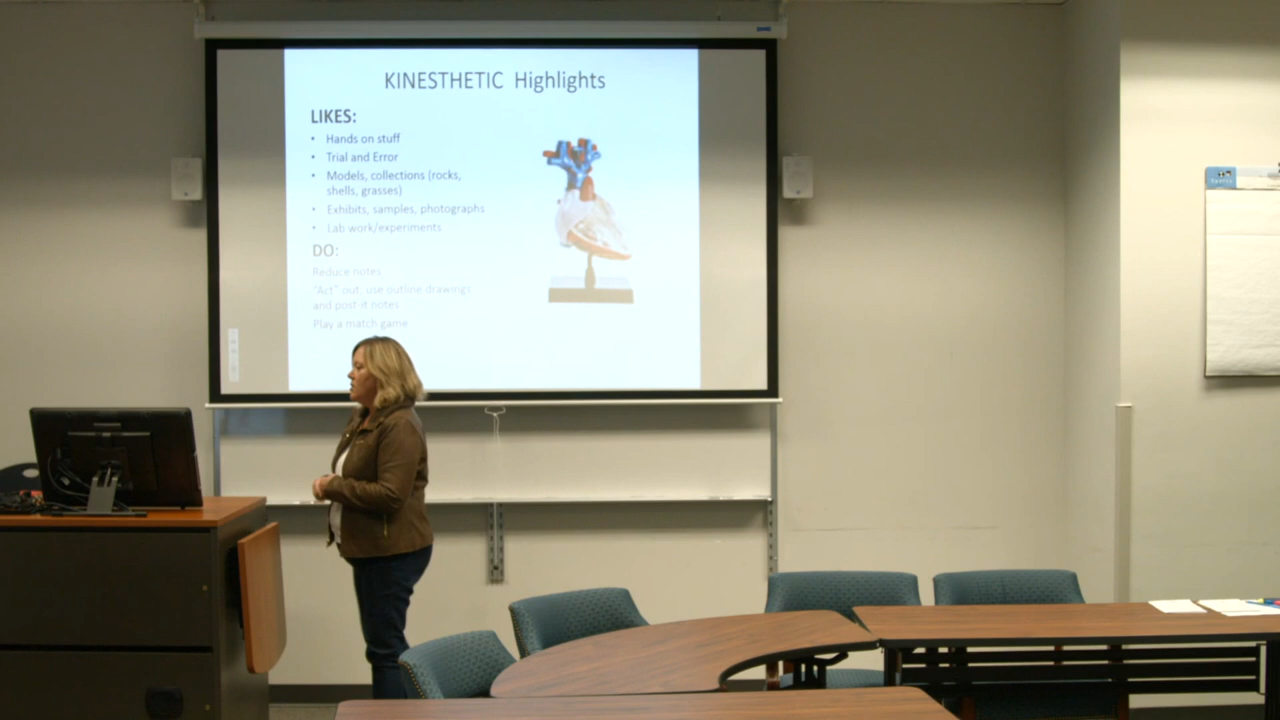 KINESTHETIC Highlights
LIKES:
• Hands on stuff
• Trial and Error
• Models, collections (rocks,
shells, grasses)
• Exhibits, samples, photographs
• Lab work/experiments
DO:
Reduce notes
"Act" out, use outline drawings
and post-it notes
Play a match game